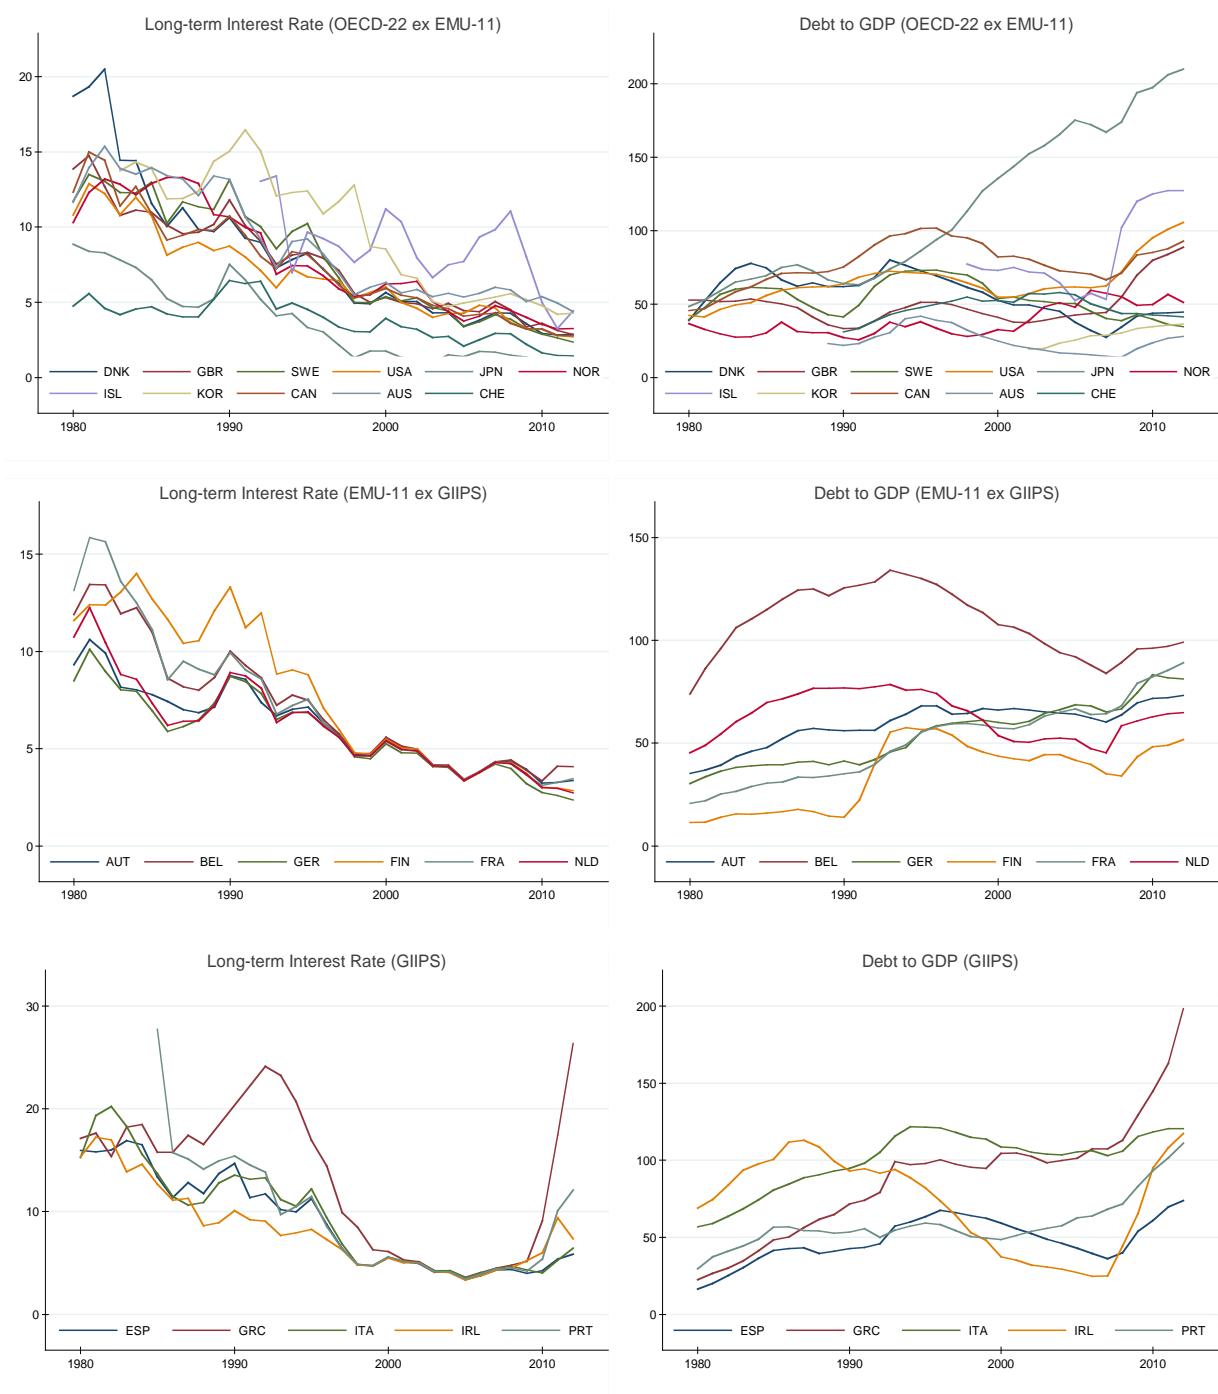 Long-term Interest Rate (OECD-22 ex EMU-11)
20
15
10
5
0
DNK GBR SWE USA JPN NOR
ISL KOR CAN AUS CHE
1980 1990 2000 2010
Debt to GDP (OECD-22 ex EMU-11)
200
150
100
50
0
DNK GBR SWE USA JPN NOR
ISL KOR CAN AUS CHE
1980 1990 2000 2010
Long-term Interest Rate (EMU-11 ex GIIPS)
15
10
5
0
AUT BEL GER FIN FRA NLD
1980 1990 2000 2010
Debt to GDP (EMU-11 ex GIIPS)
150
100
50
0
AUT BEL GER FIN FRA NLD
1980 1990 2000 2010
Long-term Interest Rate (GIIPS)
30
20
10
0
ESP GRC ITA IRL PRT
1980 1990 2000 2010
Debt to GDP (GIIPS)
200
150
100
50
0
ESP GRC ITA IRL PRT
1980 1990 2000 2010